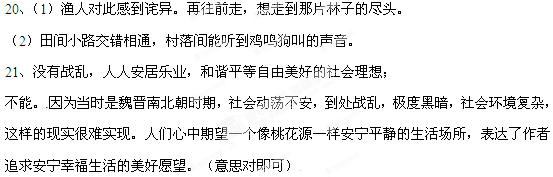 20、（1）渔人对此感到诧异。再往前走，想走到那片林子的尽头。
（2）田间小路交错相通，村落间能听到鸡鸣狗叫的声音。
21、没有战乱，人人安居乐业，和谐平等自由美好的社会理想；
不能。因为当时是魏晋南北朝时期，社会动荡不安，到处战乱，极度黑暗，社会环境复杂，
这样的现实很难实现。人们心中期望一个像桃花源一样安宁平静的生活场所，表达了作者
追求安宁幸福生活的美好愿望。（意思对即可）